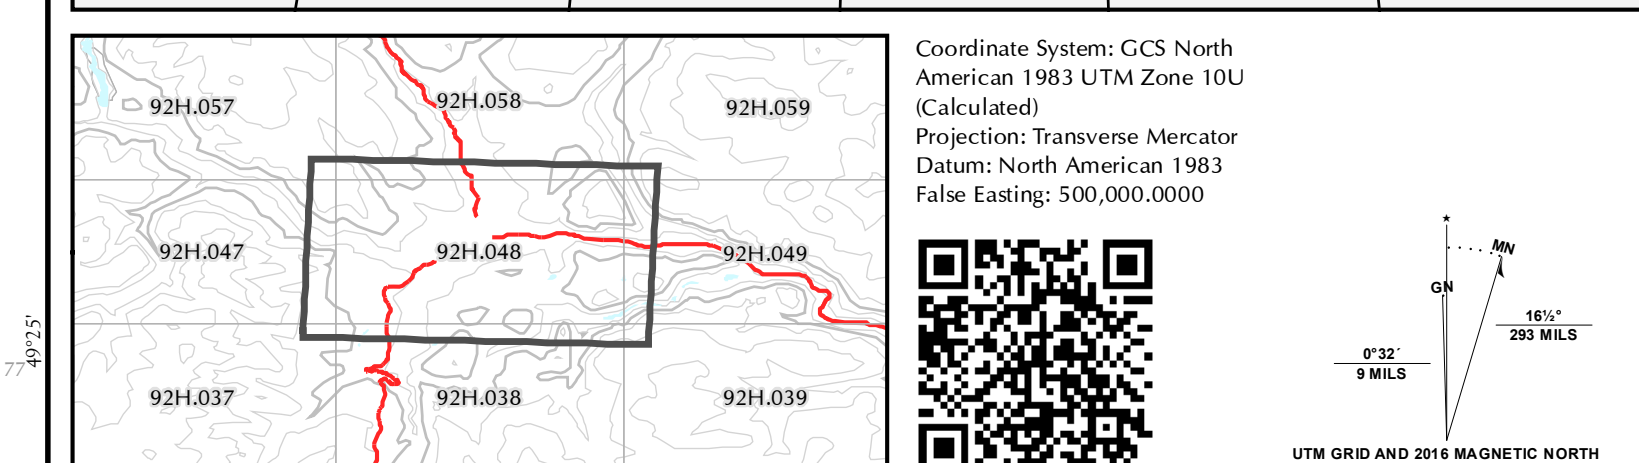 92H.057
92H.058
92H.059
92H.047
92H.048
92H.049
92H.037
92H.038
92H.039
49°25'
77
Coordinate System: GCS North
American 1983 UTM Zone 10U
(Calculated)
Projection: Transverse Mercator
Datum: North American 1983
False Easting: 500,000.0000
MN
GN
16½°
293 MILS
0°32´
9 MILS
UTM GRID AND 2016 MAGNETIC NORTH